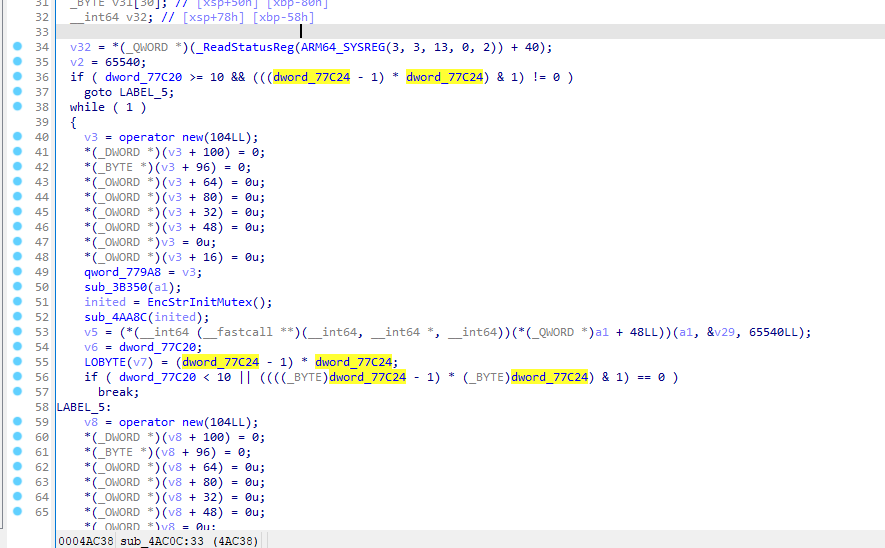 31 _BYTE v31[30]; // [xsp+50h] [xbp-80h]
32 __int64 v32; // [xsp+78h] [xbp-58h]
33
34 v32 = *(_QWORD *)(_ReadStatusReg(ARM64_SYSREG(3, 3, 13, 0, 2)) + 40);
35 v2 = 65540;
36 if ( dword_77C20 >= 10 && (((dword_77C24 - 1) * dword_77C24) & 1) != 0 )
37 goto LABEL_5;
38 while ( 1 )
39 {
40 v3 = operator new(104LL);
41 *(_DWORD *)(v3 + 100) = 0;
42 *(_BYTE *)(v3 + 96) = 0;
43 *(_OWORD *)(v3 + 64) = 0u;
44 *(_OWORD *)(v3 + 80) = 0u;
45 *(_OWORD *)(v3 + 32) = 0u;
46 *(_OWORD *)(v3 + 48) = 0u;
47 *(_OWORD *)v3 = 0u;
48 *(_OWORD *)(v3 + 16) = 0u;
49 qword_779A8 = v3;
50 sub_3B350(a1);
51 inited = EncStrInitMutex();
52 sub_4AA8C(inited);
53 v5 = (*(__int64 (__fastcall **)(__int64, __int64 *, __int64))(*(_QWORD *)a1 + 48LL))(a1, &v29, 65540LL);
54 v6 = dword_77C20;
55 LOBYTE(v7) = (dword_77C24 - 1) * dword_77C24;
56 if ( dword_77C20 < 10 || ((((_BYTE)dword_77C24 - 1) * (_BYTE)dword_77C24) & 1) == 0 )
57 break;
58 LABEL_5:
59 v8 = operator new(104LL);
60 *(_DWORD *)(v8 + 100) = 0;
61 *(_BYTE *)(v8 + 96) = 0;
62 *(_OWORD *)(v8 + 64) = 0u;
63 *(_OWORD *)(v8 + 80) = 0u;
64 *(_OWORD *)(v8 + 32) = 0u;
65 *(_OWORD *)(v8 + 48) = 0u;
*(_OWORD *)v8 = 0u;
0004AC38 sub_4AC0C:33 (4AC38)